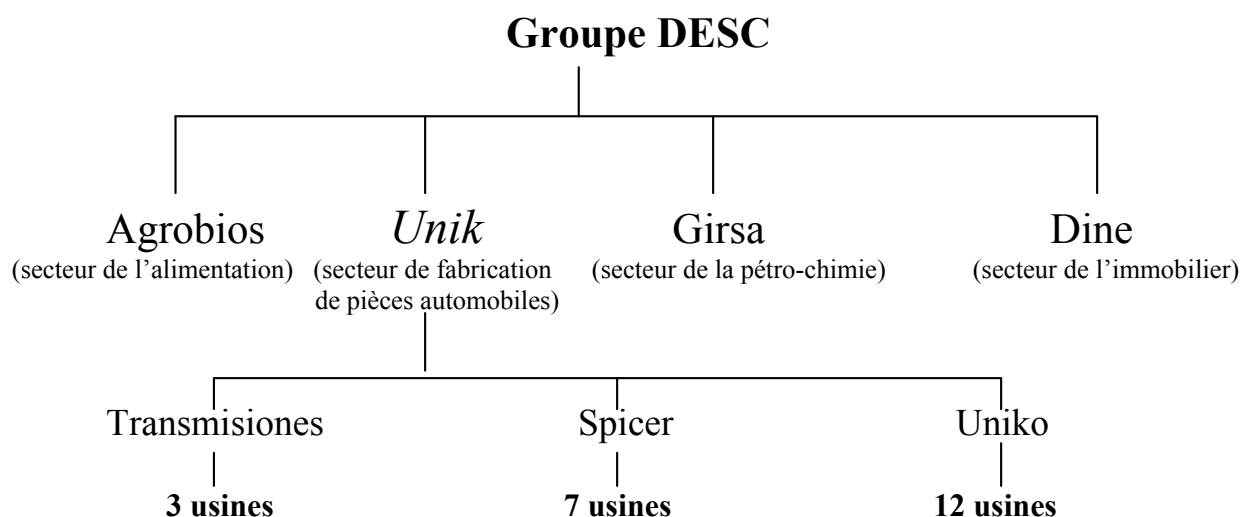 Groupe DESC
Agrobios
Unik
Girsa
Dine
(secteur de l’alimentation)
(secteur de fabrication
de pièces automobiles)
(secteur de la pétro-chimie)
(secteur de l’immobilier)
Transmisiones
Spicer
Uniko
3 usines
7 usines
12 usines